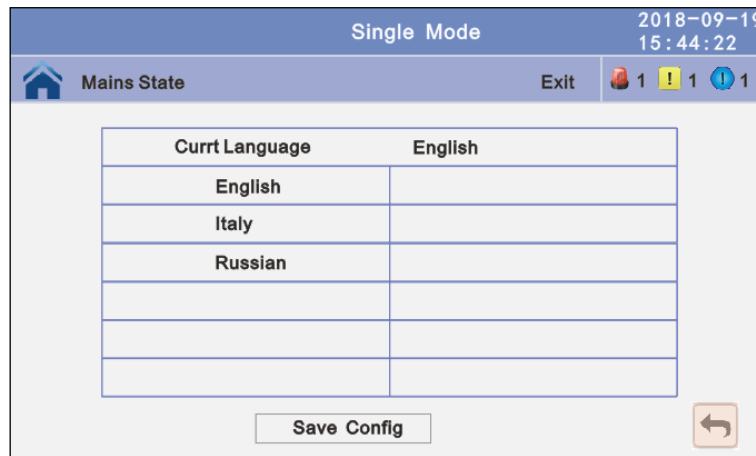 Single Mode
2018-09-19
15:44:22
Mains State Exit 1 ! 1 ! 1
Currt Language English
English
Italy
Russian
Save Config